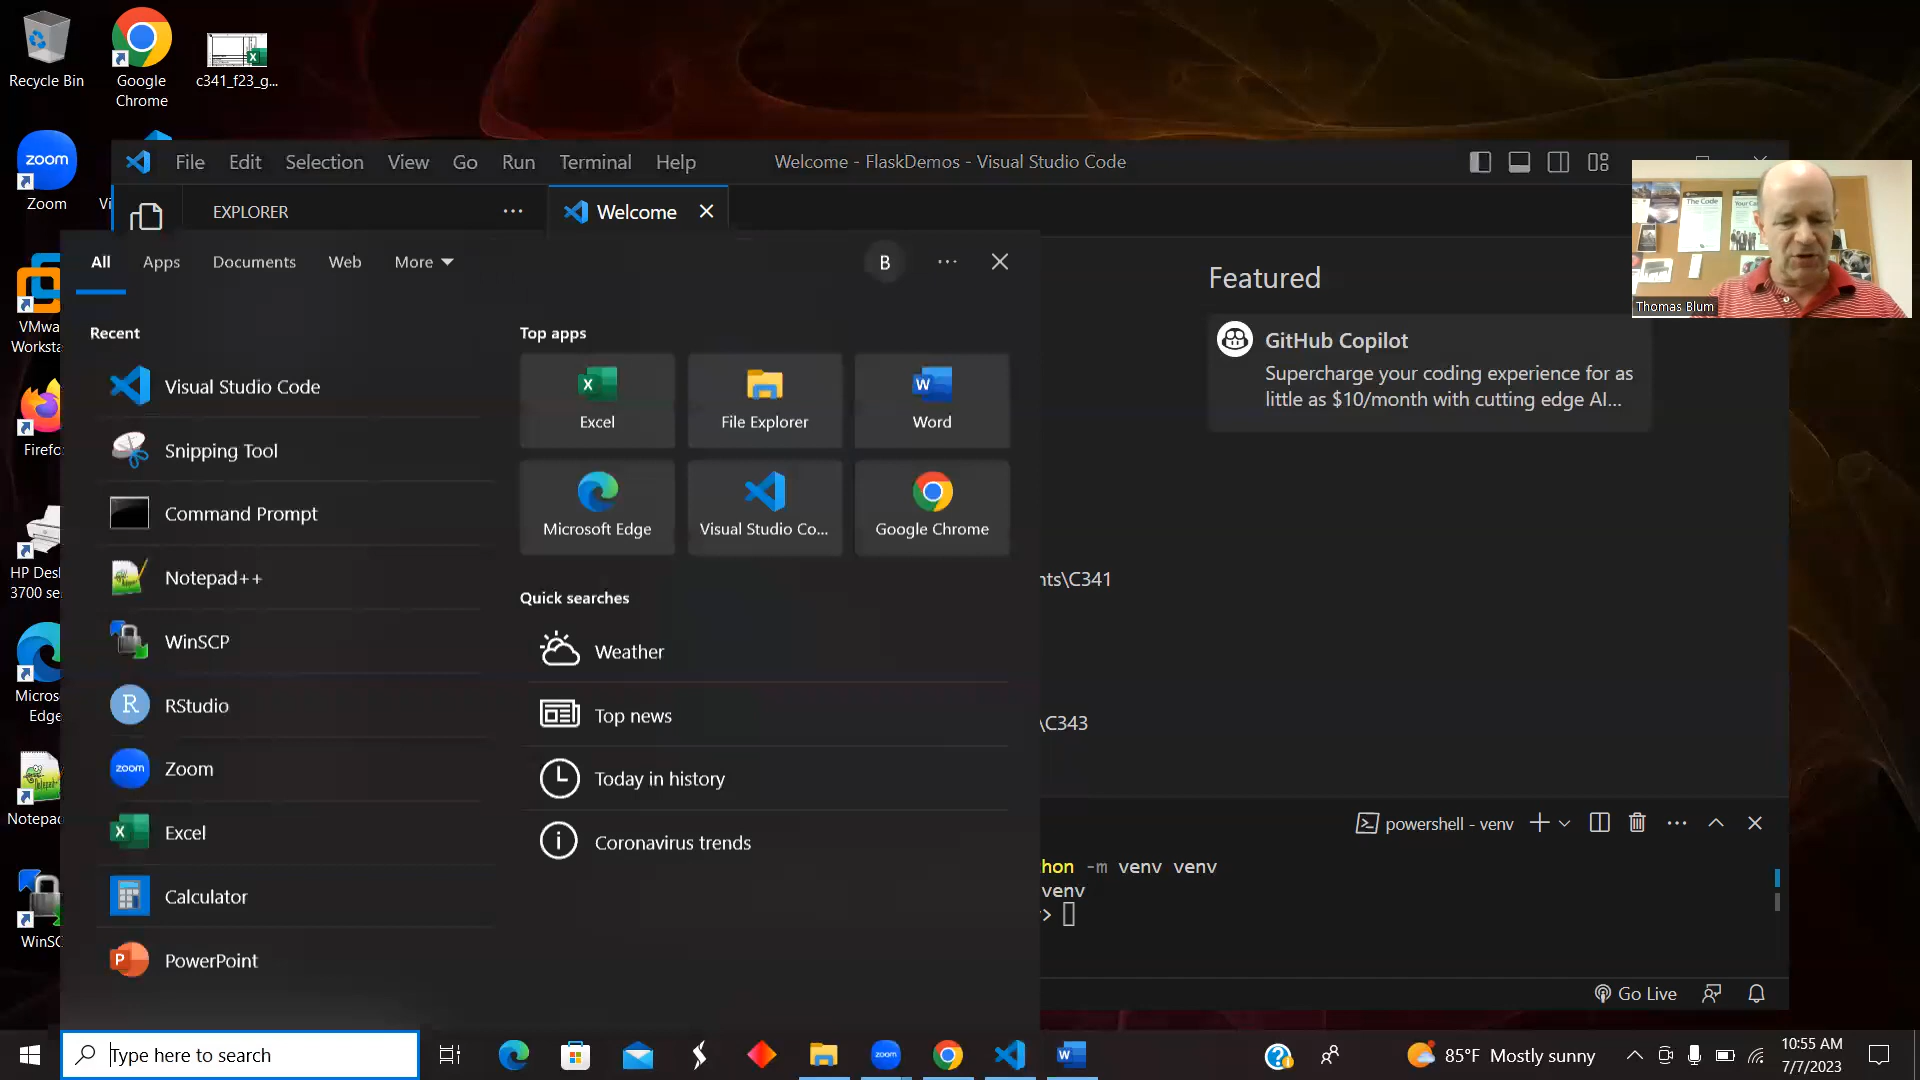 Recycle Bin
Google
Chrome
c341_f23_g...
zoom
Zoom
File Edit Selection View Go Run Terminal Help
Welcome - FlaskDemos - Visual Studio Code
EXPLORER
Welcome
All Apps Documents Web More
B
Recent
Visual Studio Code
Snipping Tool
Command Prompt
Notepad++
WinSCP
R
RStudio
zoom
Zoom
X
Excel
Calculator
P
PowerPoint
Top apps
X
Excel
File Explorer
W
Word
Microsoft Edge
Visual Studio Co...
Google Chrome
Quick searches
Weather
Top news
Today in history
Coronavirus trends
Featured
GitHub Copilot
Supercharge your coding experience for as
little as $10/month with cutting edge AI...
The Code
Thomas Blum
nts\C341
\C343
powershell - venv
hon -m venv venv
venv
>
Go Live
VMwa
Worksta
Firefo
HP Des
3700 se
Micros
Edge
Notepad
WinSC
Type here to search
zoom
W
85°F Mostly sunny
10:55 AM
7/7/2023